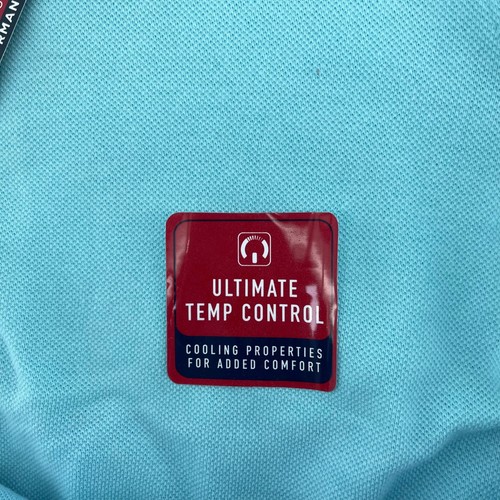 ULTIMATE
TEMP CONTROL
COOLING PROPERTIES
FOR ADDED COMFORT